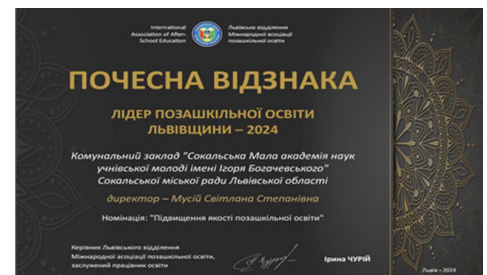 International
Association of After-
School Education
Львівське відділення
Міжнародної асоціації
позашкільної освіти
ПОЧЕСНА ВІДЗНАКА
ЛІДЕР ПОЗАШКІЛЬНОЇ ОСВІТИ
ЛЬВІВЩИНИ – 2024
Комунальний заклад "Сокальська Мала академія наук
учнівської молоді імені Ігоря Богачевського"
Сокальської міської ради Львівської області
директор – Мусій Світлана Степанівна
Номінація: "Підвищення якості позашкільної освіти"
Керівник Львівського відділення
Міжнародної асоціації позашкільної освіти,
заслужений працівник освіти
Ірина ЧУРІЙ
Львів – 2024